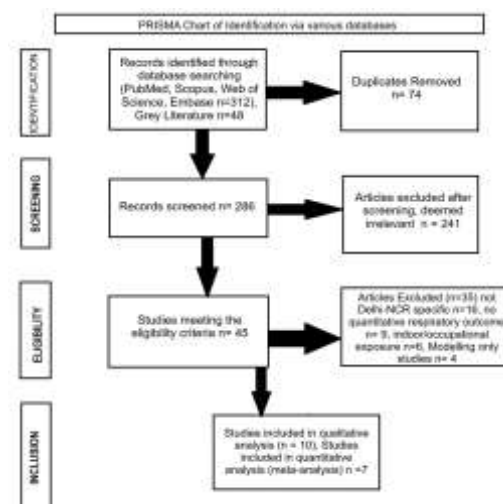 PRISMA Chart of Identification via various databases
IDENTIFICATION
Records identified through
database searching
(PubMed, Scopus, Web of
Science, Embase n=312),
Grey Literature n=48
Duplicates Removed
n= 74
SCREENING
Records screened n= 286
Articles excluded after
screening, deemed
irrelevant n = 241
ELIGIBILITY
Studies meeting the
eligibility criteria n= 45
Articles Excluded (n=35) not
Delhi-NCR specific n=16, no
quantitative respiratory outcome
n= 9, indoor/occupational
exposure n=6, Modelling only
studies n= 4
INCLUSION
Studies included in qualitative
analysis (n = 10), Studies
included in quantitative
analysis (meta-analysis) n =7